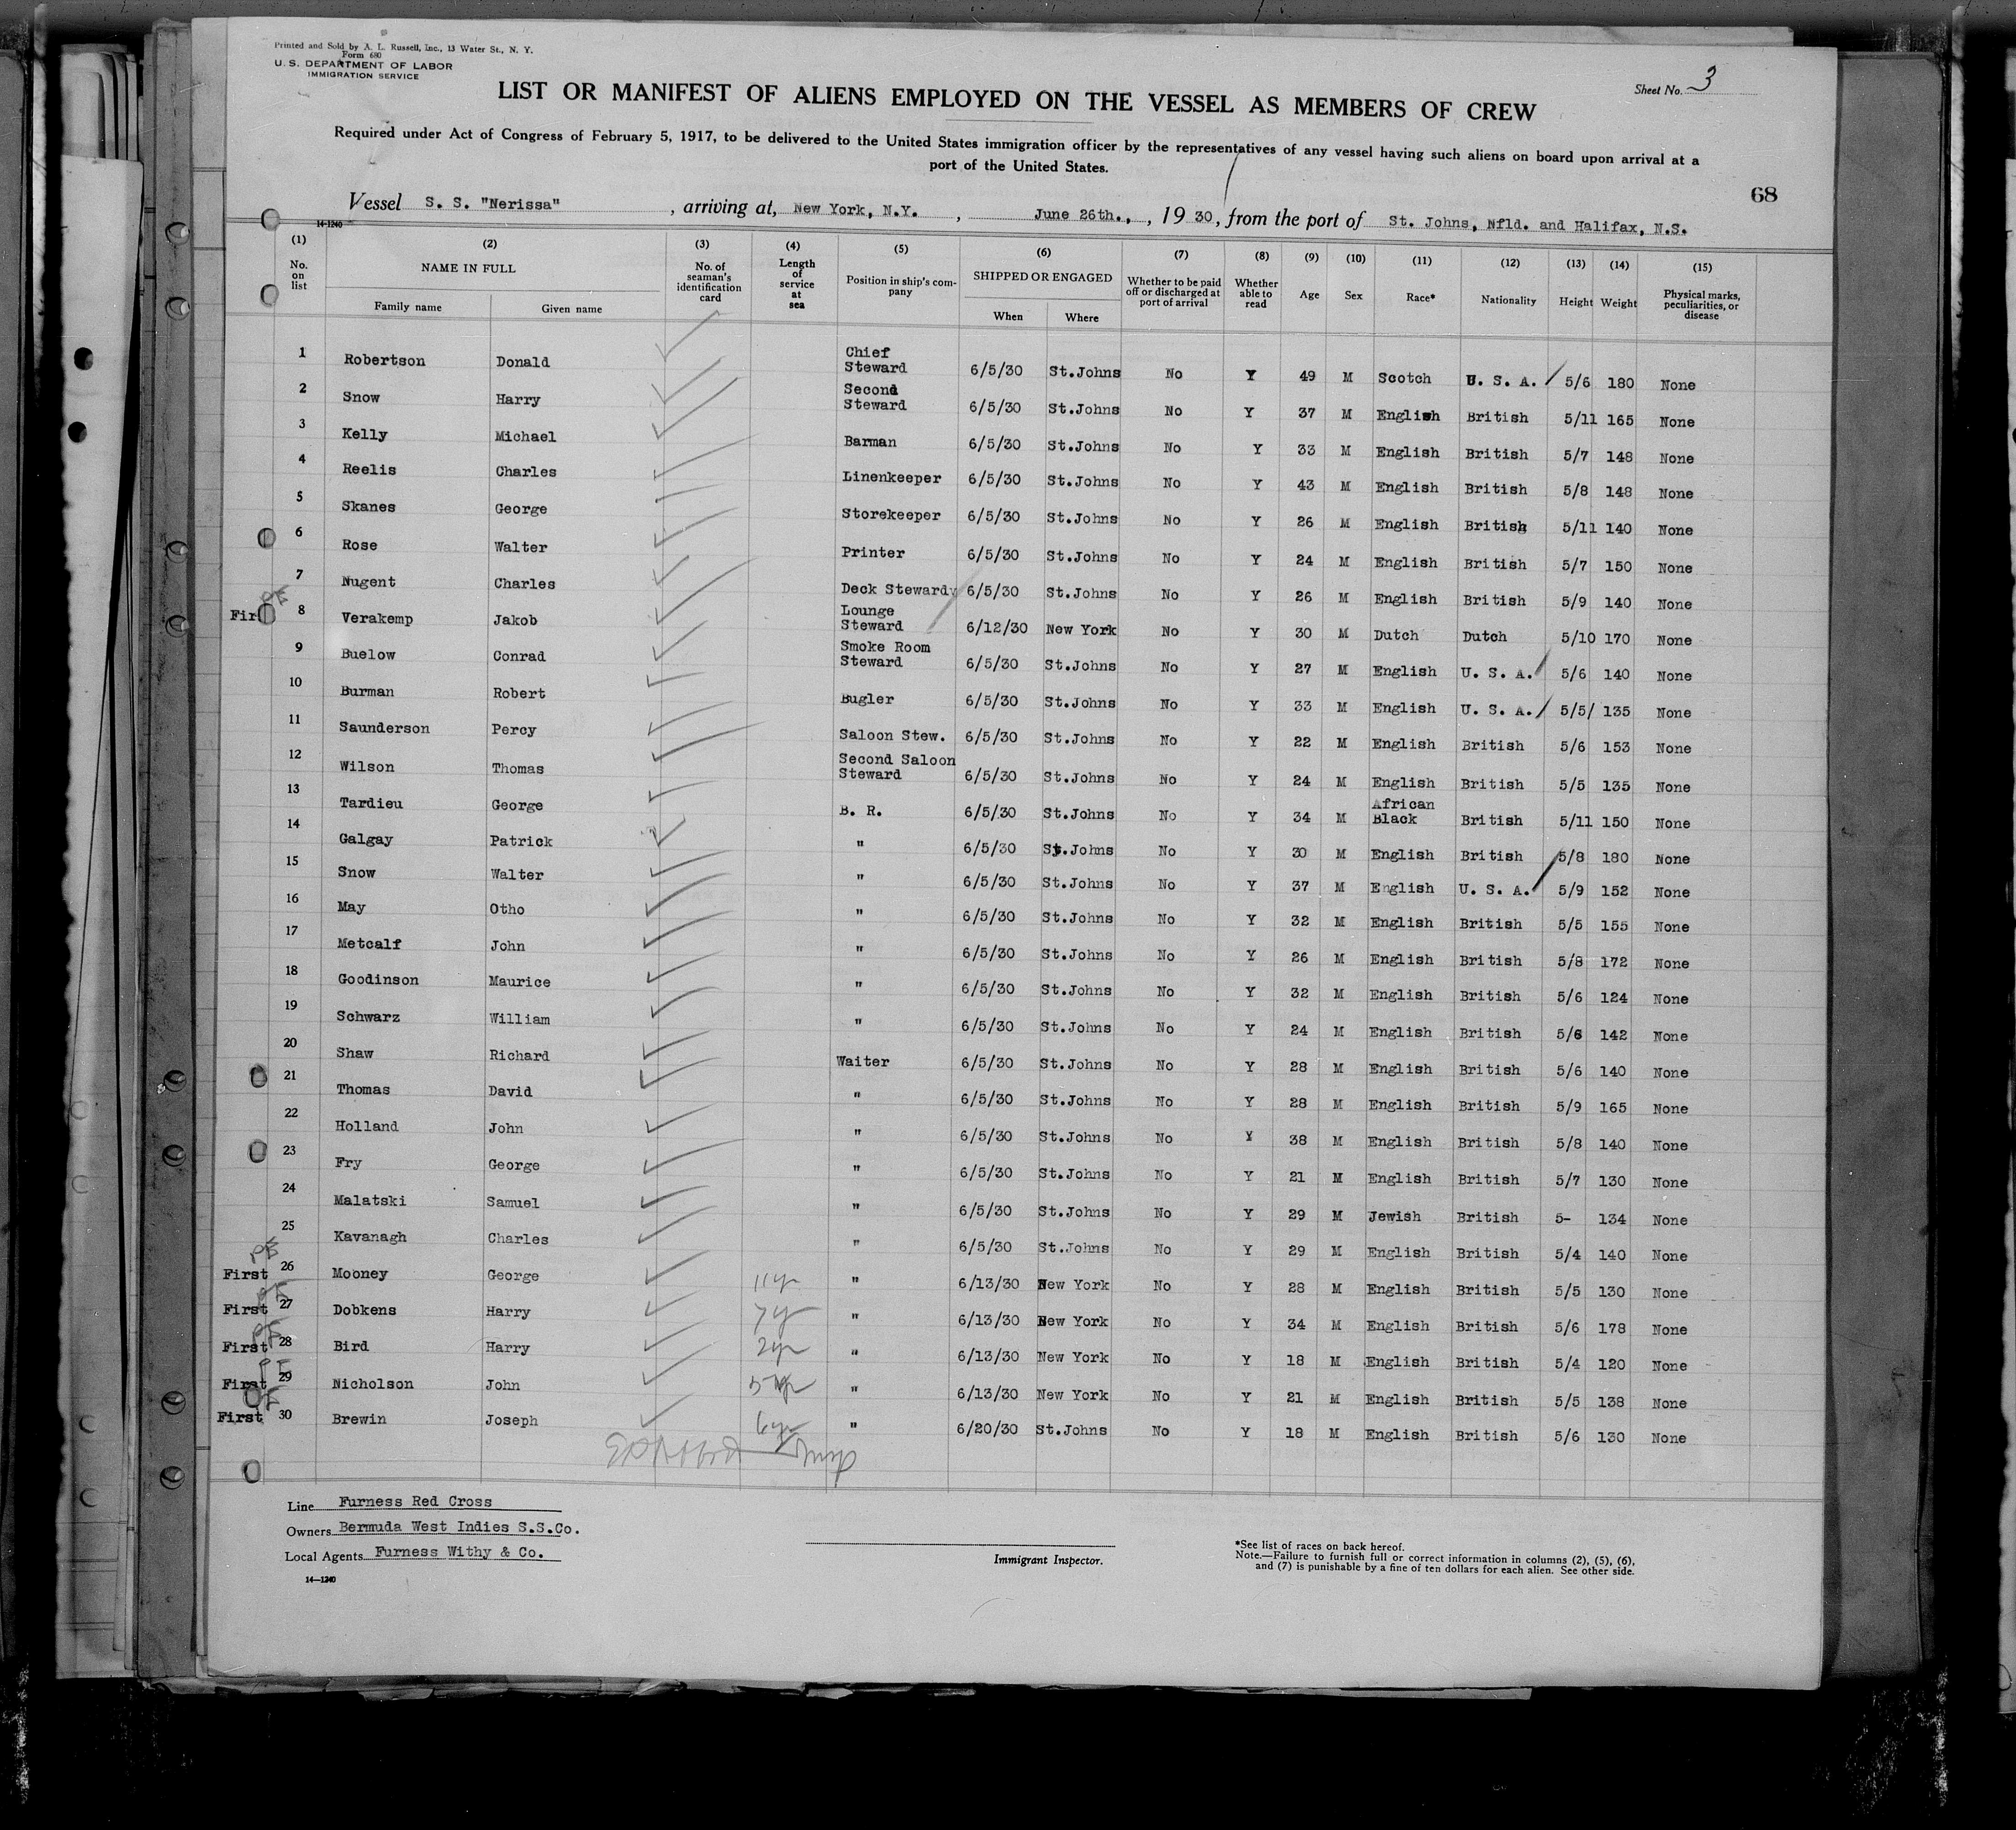 Printed and Sold by A. L. Russell, Inc., 13 Water St., N. Y.
Form 680
U. S. DEPARTMENT OF LABOR
IMMIGRATION SERVICE
Sheet No. 3
LIST OR MANIFEST OF ALIENS EMPLOYED ON THE VESSEL AS MEMBERS OF CREW
Required under Act of Congress of February 5, 1917, to be delivered to the United States immigration officer by the representatives of any vessel having such aliens on board upon arrival at a
port of the United States.
68
Vessel S. S. "Nerissa" , arriving at, New York, N.Y. , June 26th., , 19 30, from the port of St. Johns, Nfld. and Halifax, N.S.
14-1240
(1) (2) (3) (4) (5) (6) (7) (8) (9) (10) (11) (12) (13) (14) (15)
No. on list NAME IN FULL Family name Given name No. of seaman's identification card Length of service at sea Position in ship's company SHIPPED OR ENGAGED When Where Whether to be paid off or discharged at port of arrival Whether able to read Age Sex Race* Nationality Height Weight Physical marks, peculiarities, or disease
1 Robertson Donald Chief Steward 6/5/30 St.Johns No Y 49 M Scotch U. S. A. 5/6 180 None
2 Snow Harry Second Steward 6/5/30 St.Johns No Y 37 M English British 5/11 165 None
3 Kelly Michael Barman 6/5/30 St.Johns No Y 33 M English British 5/7 148 None
4 Reelis Charles Linenkeeper 6/5/30 St.Johns No Y 43 M English British 5/8 148 None
5 Skanes George Storekeeper 6/5/30 St.Johns No Y 26 M English British 5/11 140 None
6 Rose Walter Printer 6/5/30 St.Johns No Y 24 M English British 5/7 150 None
7 Nugent Charles Deck Steward 6/5/30 St.Johns No Y 26 M English British 5/9 140 None
8 Verakemp Jakob Lounge Steward 6/12/30 New York No Y 30 M Dutch Dutch 5/10 170 None
9 Buelow Conrad Smoke Room Steward 6/5/30 St.Johns No Y 27 M English U. S. A. 5/6 140 None
10 Burman Robert Bugler 6/5/30 St.Johns No Y 33 M English U. S. A. 5/5/ 135 None
11 Saunderson Percy Saloon Stew. 6/5/30 St.Johns No Y 22 M English British 5/6 153 None
12 Wilson Thomas Second Saloon Steward 6/5/30 St.Johns No Y 24 M English British 5/5 135 None
13 Tardieu George B. R. 6/5/30 St.Johns No Y 34 M African Black British 5/11 150 None
14 Galgay Patrick " 6/5/30 St.Johns No Y 30 M English British 5/8 180 None
15 Snow Walter " 6/5/30 St.Johns No Y 37 M English U. S. A. 5/9 152 None
16 May Otho " 6/5/30 St.Johns No Y 32 M English British 5/5 155 None
17 Metcalf John " 6/5/30 St.Johns No Y 26 M English British 5/8 172 None
18 Goodinson Maurice " 6/5/30 St.Johns No Y 32 M English British 5/6 124 None
19 Schwarz William " 6/5/30 St.Johns No Y 24 M English British 5/6 142 None
20 Shaw Richard Waiter 6/5/30 St.Johns No Y 28 M English British 5/6 140 None
21 Thomas David " 6/5/30 St.Johns No Y 28 M English British 5/9 165 None
22 Holland John " 6/5/30 St.Johns No Y 38 M English British 5/8 140 None
23 Fry George " 6/5/30 St.Johns No Y 21 M English British 5/7 130 None
24 Malatski Samuel " 6/5/30 St.Johns No Y 29 M Jewish British 5- 134 None
25 Kavanagh Charles " 6/5/30 St.Johns No Y 29 M English British 5/4 140 None
First PE 26 Mooney George 11 yr " 6/13/30 New York No Y 28 M English British 5/5 130 None
First PE 27 Dobkens Harry 7 y " 6/13/30 New York No Y 34 M English British 5/6 178 None
First PE 28 Bird Harry 2 yr " 6/13/30 New York No Y 18 M English British 5/4 120 None
First PE 29 Nicholson John 5 yr " 6/13/30 New York No Y 21 M English British 5/5 138 None
First 30 Brewin Joseph 6 yr " 6/20/30 St.Johns No Y 18 M English British 5/6 130 None
Line Furness Red Cross
Owners Bermuda West Indies S.S.Co.
Local Agents Furness Withy & Co.
14—1240
Immigrant Inspector.
*See list of races on back hereof.
Note.—Failure to furnish full or correct information in columns (2), (5), (6),
and (7) is punishable by a fine of ten dollars for each alien. See other side.